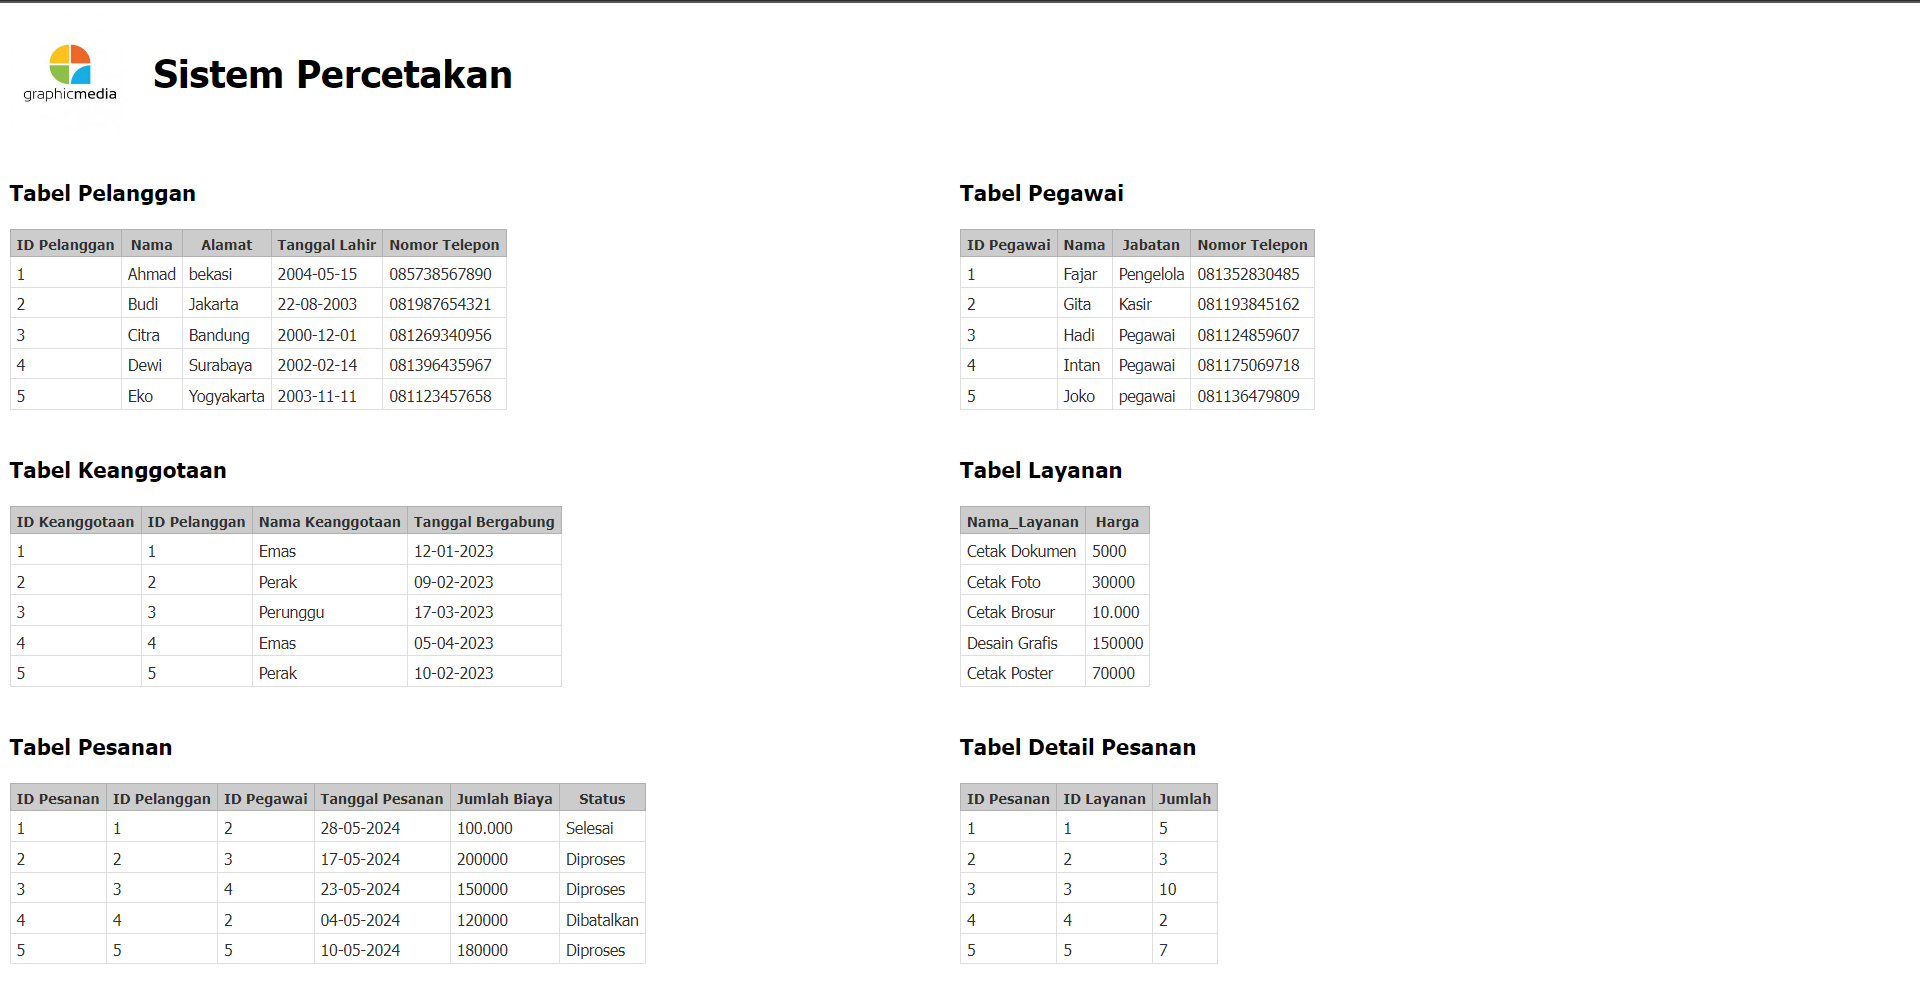 graphicmedia
Sistem Percetakan
Tabel Pelanggan
ID Pelanggan Nama Alamat Tanggal Lahir Nomor Telepon
1 Ahmad bekasi 2004-05-15 085738567890
2 Budi Jakarta 22-08-2003 081987654321
3 Citra Bandung 2000-12-01 081269340956
4 Dewi Surabaya 2002-02-14 081396435967
5 Eko Yogyakarta 2003-11-11 081123457658
Tabel Pegawai
ID Pegawai Nama Jabatan Nomor Telepon
1 Fajar Pengelola 081352830485
2 Gita Kasir 081193845162
3 Hadi Pegawai 081124859607
4 Intan Pegawai 081175069718
5 Joko pegawai 081136479809
Tabel Keanggotaan
ID Keanggotaan ID Pelanggan Nama Keanggotaan Tanggal Bergabung
1 1 Emas 12-01-2023
2 2 Perak 09-02-2023
3 3 Perunggu 17-03-2023
4 4 Emas 05-04-2023
5 5 Perak 10-02-2023
Tabel Layanan
Nama_Layanan Harga
Cetak Dokumen 5000
Cetak Foto 30000
Cetak Brosur 10.000
Desain Grafis 150000
Cetak Poster 70000
Tabel Pesanan
ID Pesanan ID Pelanggan ID Pegawai Tanggal Pesanan Jumlah Biaya Status
1 1 2 28-05-2024 100.000 Selesai
2 2 3 17-05-2024 200000 Diproses
3 3 4 23-05-2024 150000 Diproses
4 4 2 04-05-2024 120000 Dibatalkan
5 5 5 10-05-2024 180000 Diproses
Tabel Detail Pesanan
ID Pesanan ID Layanan Jumlah
1 1 5
2 2 3
3 3 10
4 4 2
5 5 7